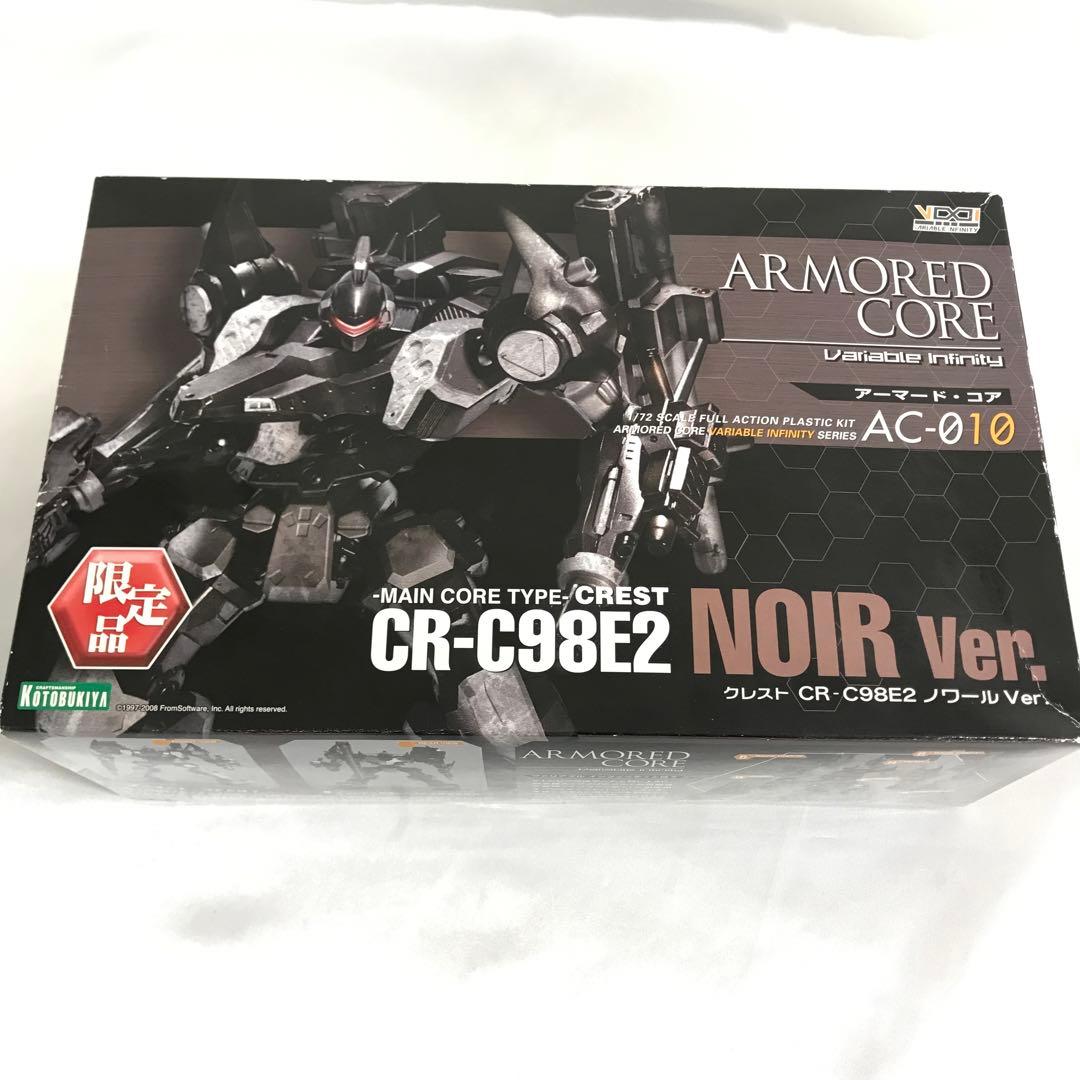 VARIABLE INFINITY
ARMORED
CORE
Variable Infinity
アーマード・コア
1/72 SCALE FULL ACTION PLASTIC KIT
ARMORED CORE VARIABLE INFINITY SERIES
AC-010
限定
品
-MAIN CORE TYPE- CREST
CR-C98E2 NOIR Ver.
クレスト CR-C98E2 ノワール Ver.
CRAFTSMANSHIP
KOTOBUKIYA
©1997-2008 FromSoftware, Inc. All rights reserved.
ARMORED
CORE
Variable Infinity